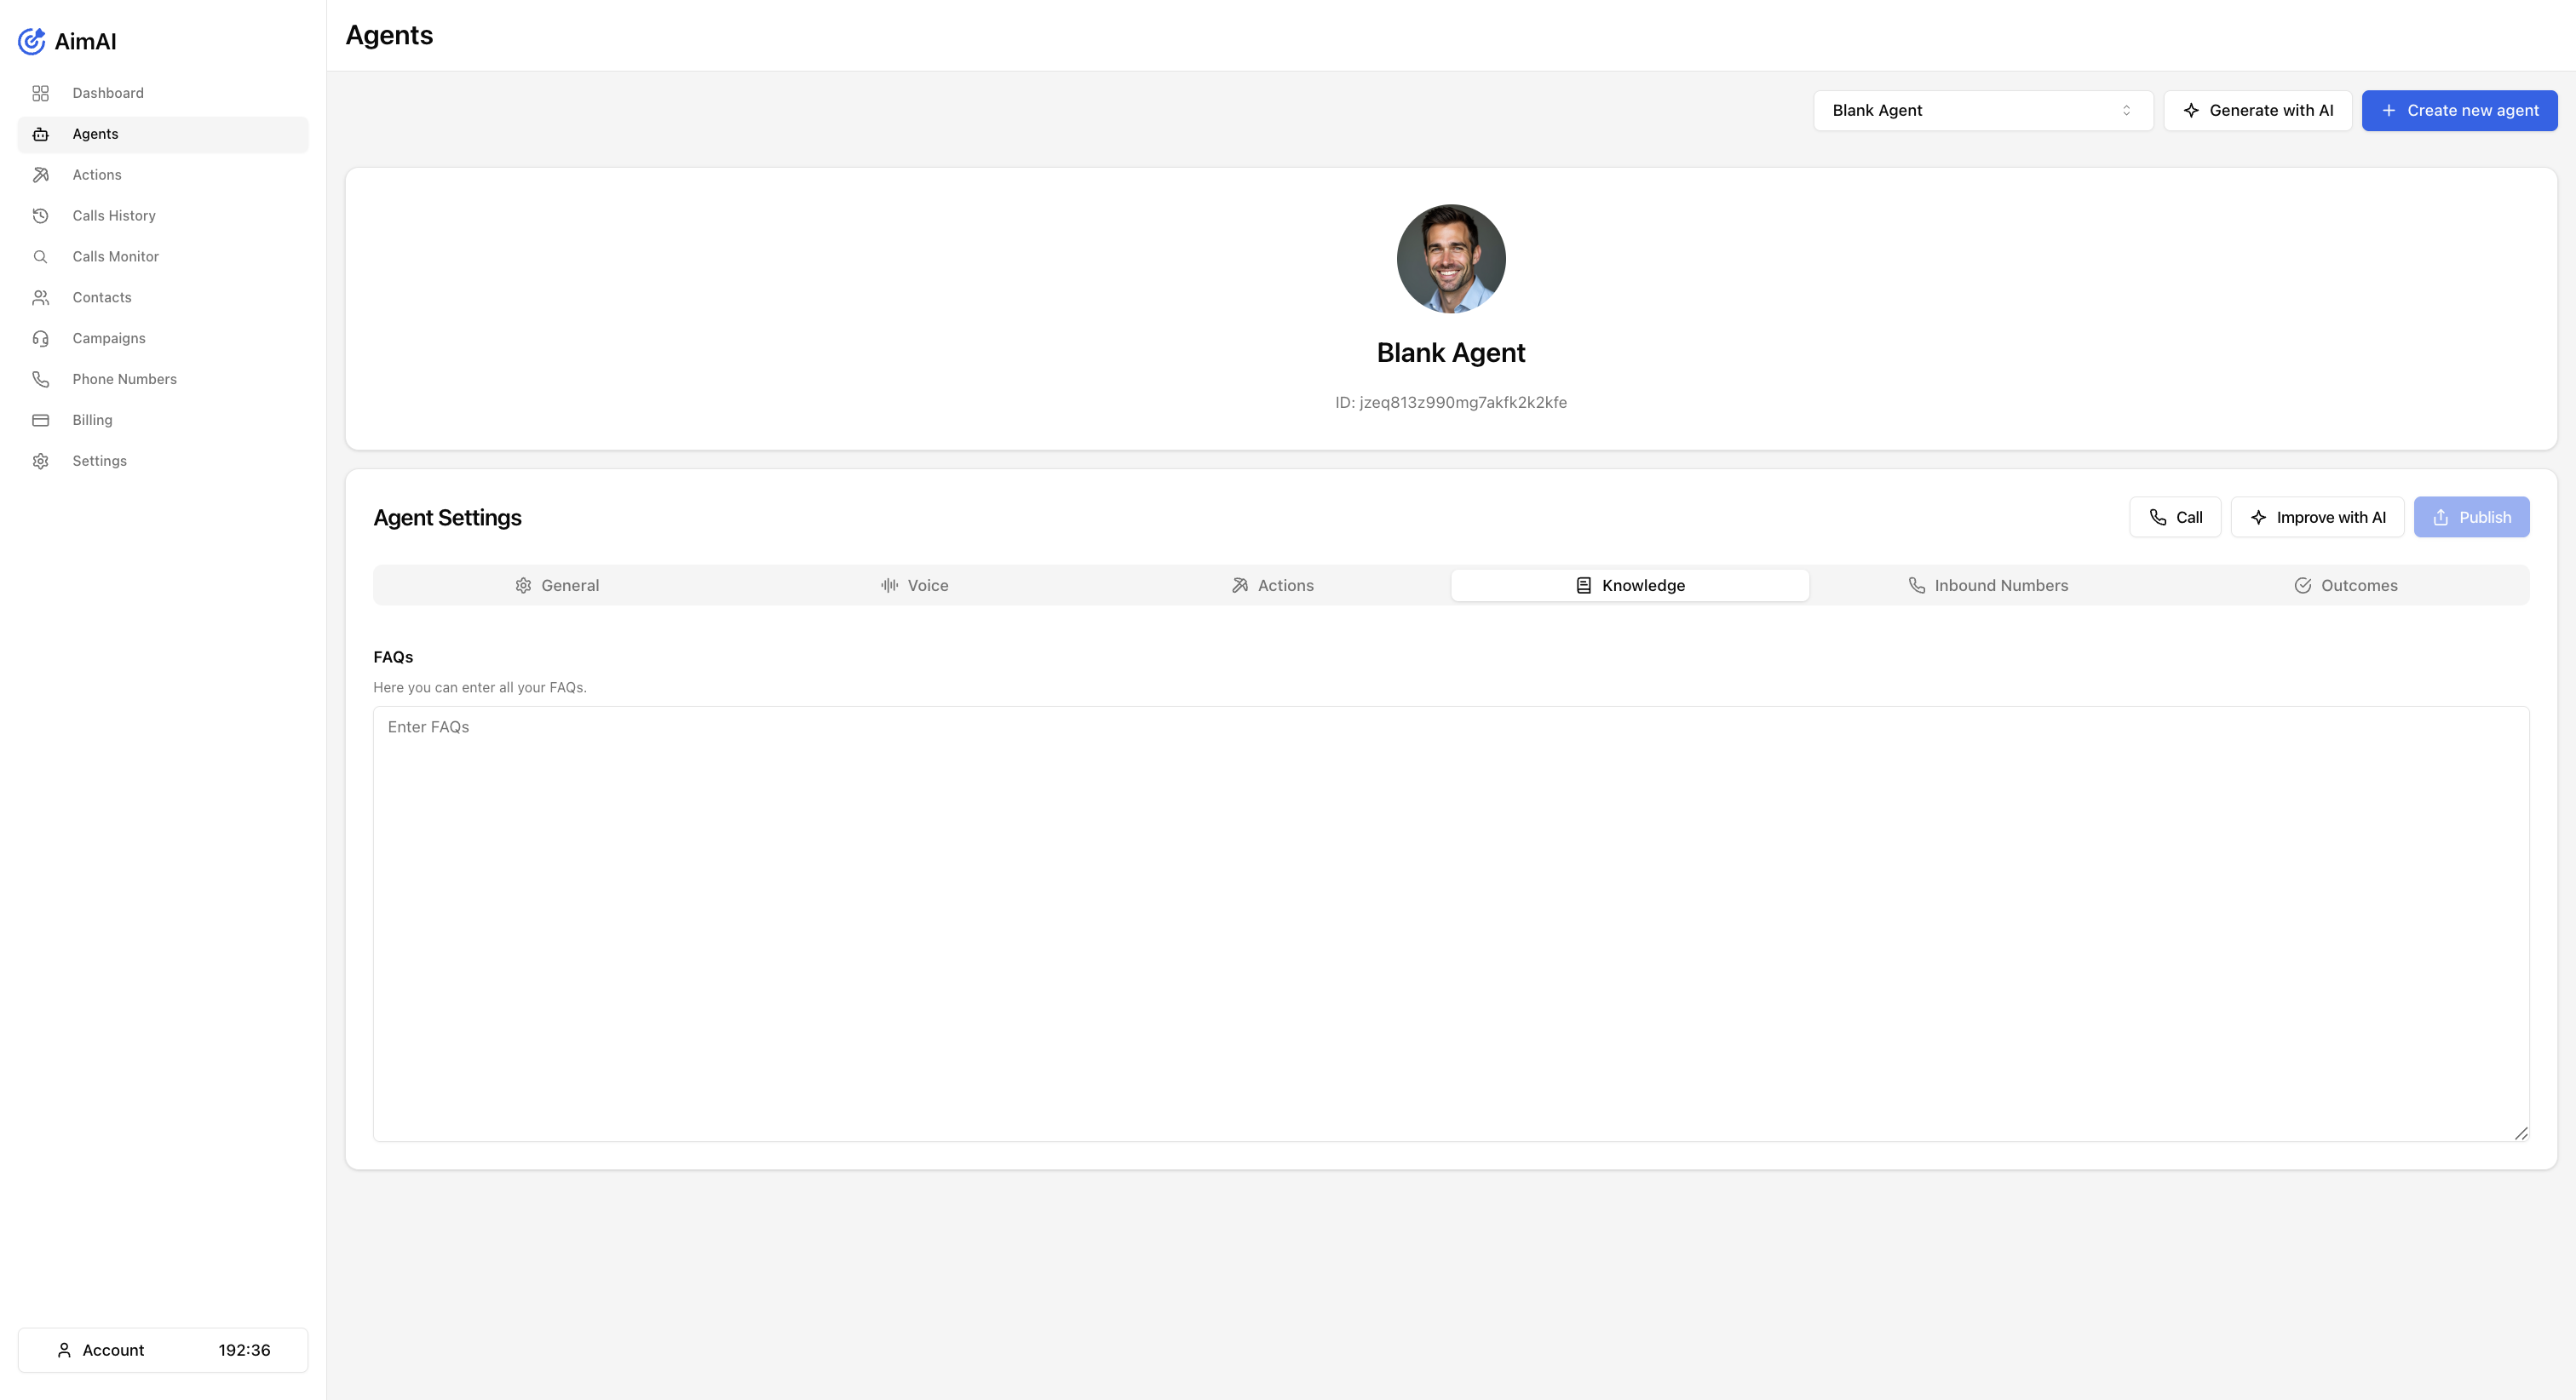 AimAI
Dashboard
Agents
Actions
Calls History
Calls Monitor
Contacts
Campaigns
Phone Numbers
Billing
Settings
Account 192:36
Agents
Blank Agent Generate with AI Create new agent
Blank Agent
ID: jzeq813z990mg7akfk2k2kfe
Agent Settings Call Improve with AI Publish
General Voice Actions Knowledge Inbound Numbers Outcomes
FAQs
Here you can enter all your FAQs.
Enter FAQs